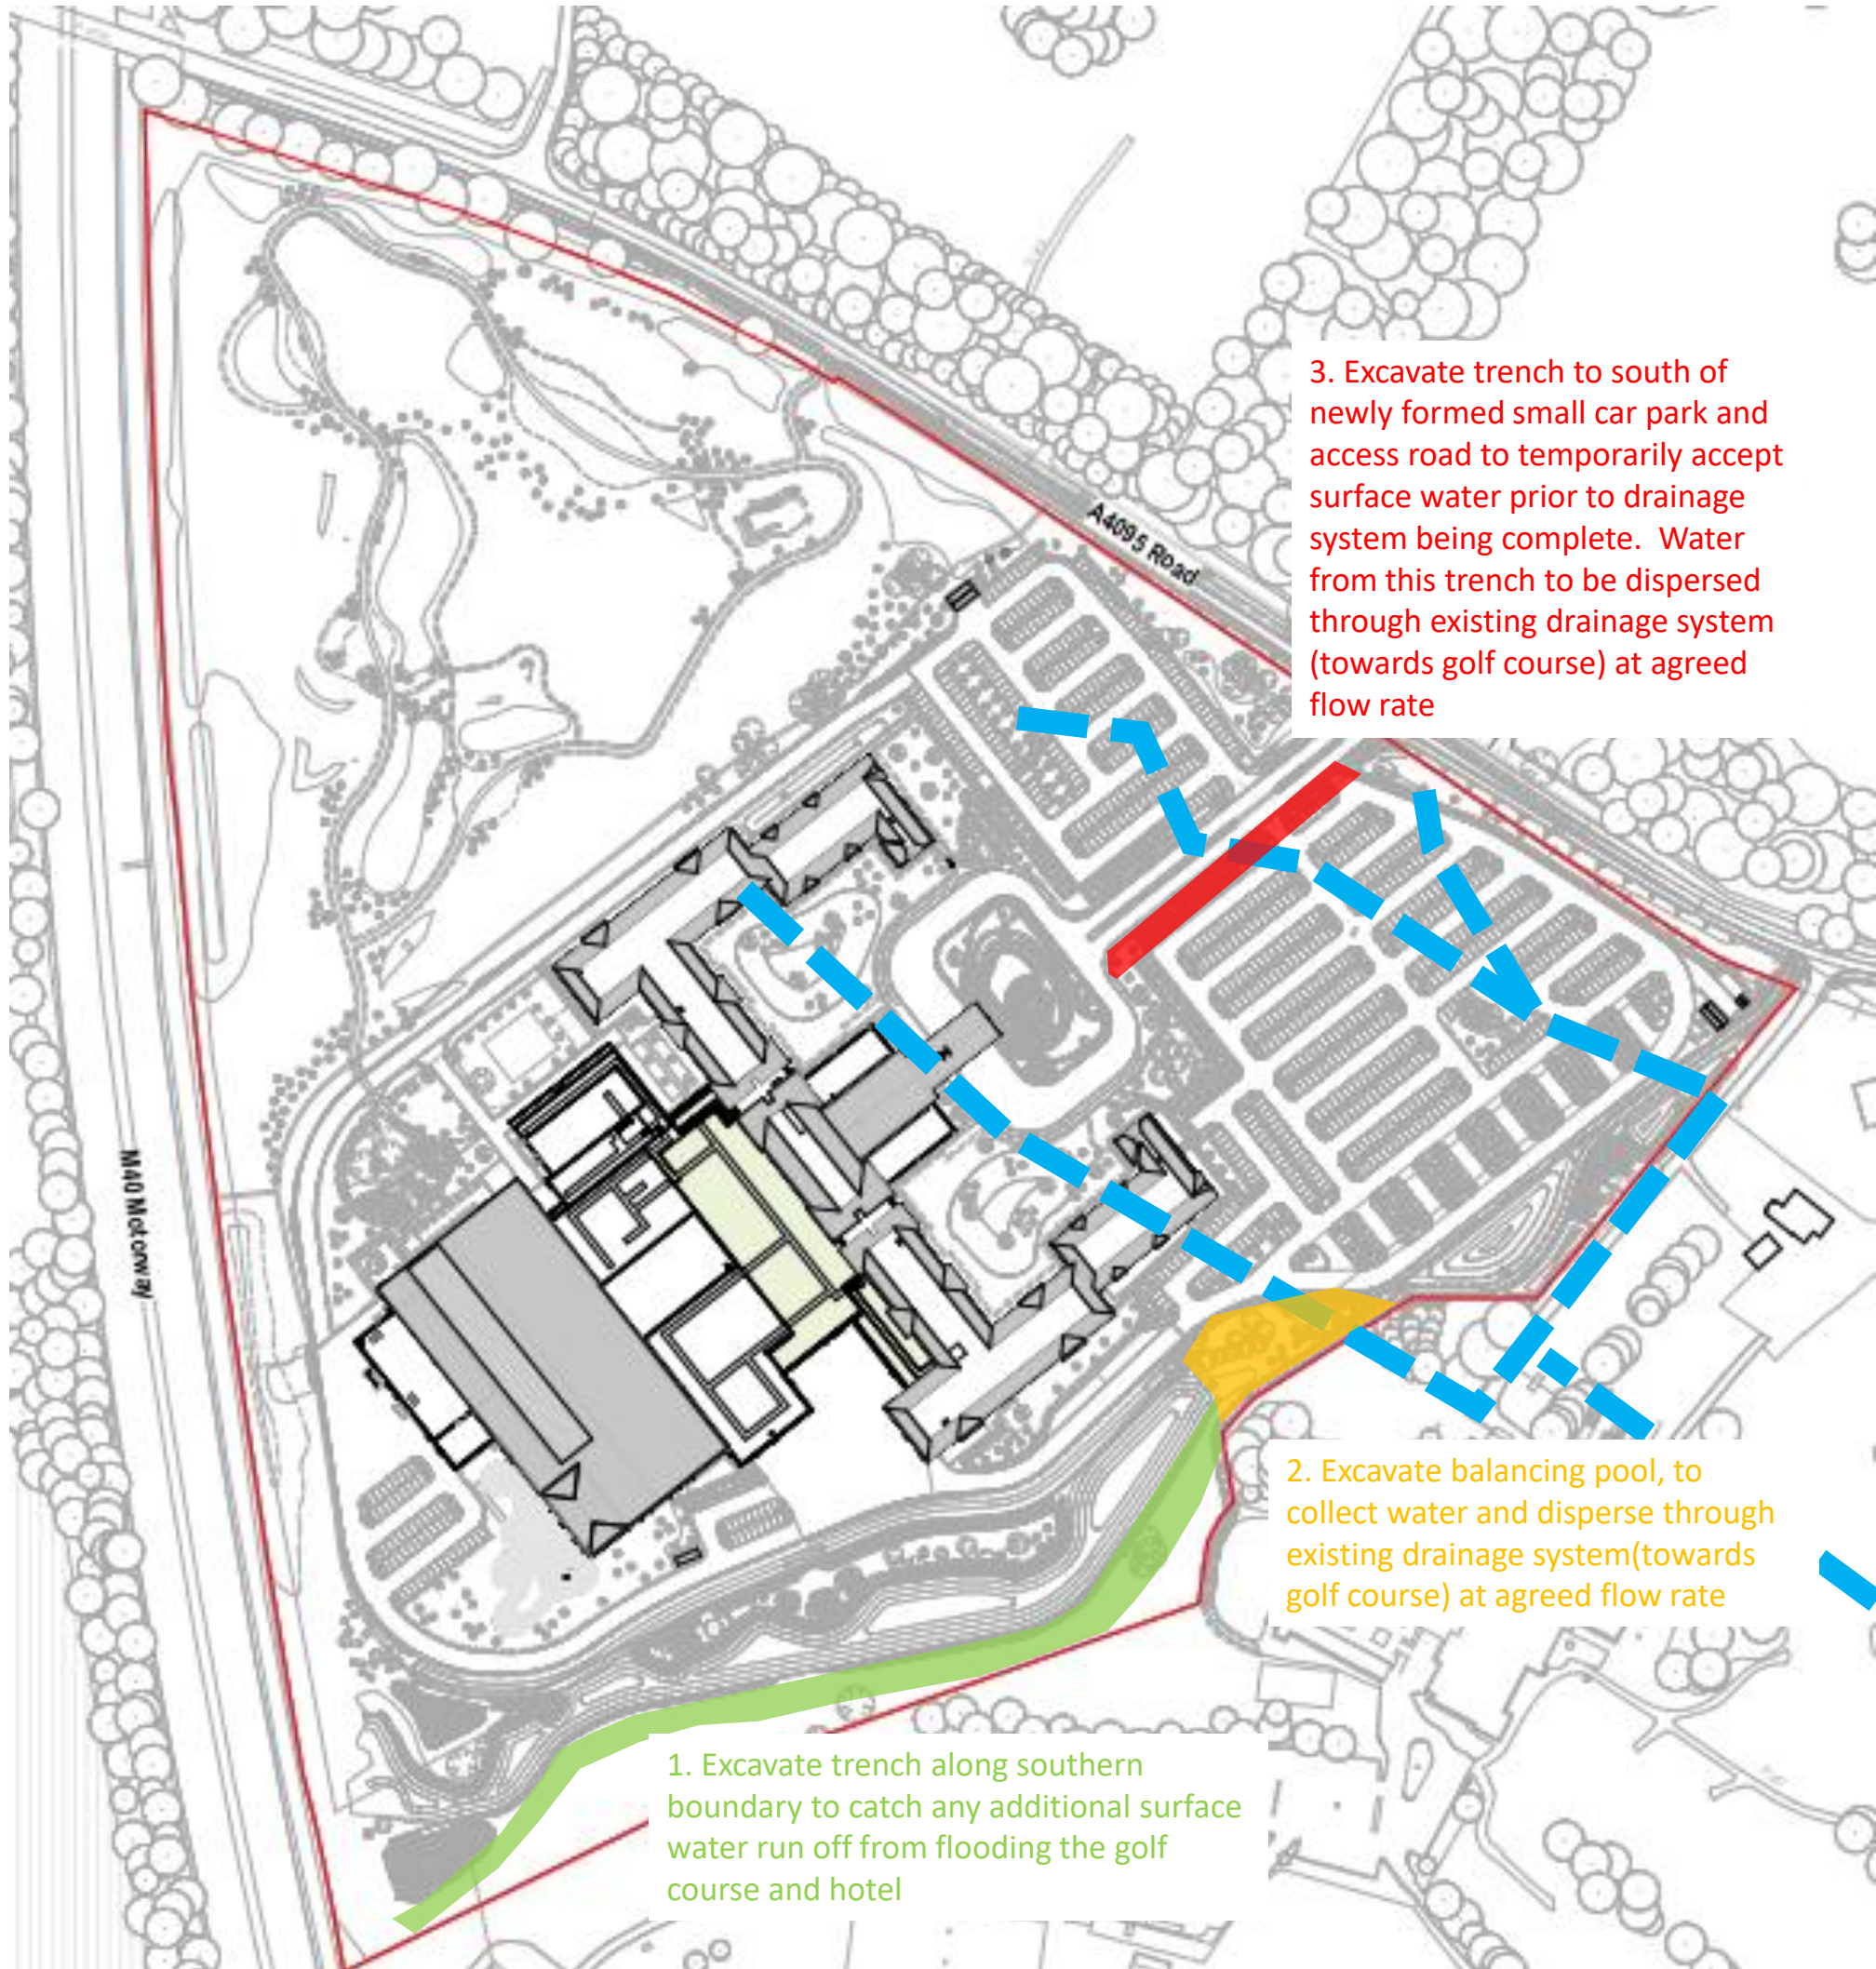 3. Excavate trench to south of
newly formed small car park and
access road to temporarily accept
surface water prior to drainage
system being complete.  Water
from this trench to be dispersed
through existing drainage system
(towards golf course) at agreed
flow rate
A4095 Road
M40 Motorway
2. Excavate balancing pool, to
collect water and disperse through
existing drainage system(towards
golf course) at agreed flow rate
1. Excavate trench along southern
boundary to catch any additional surface
water run off from flooding the golf
course and hotel